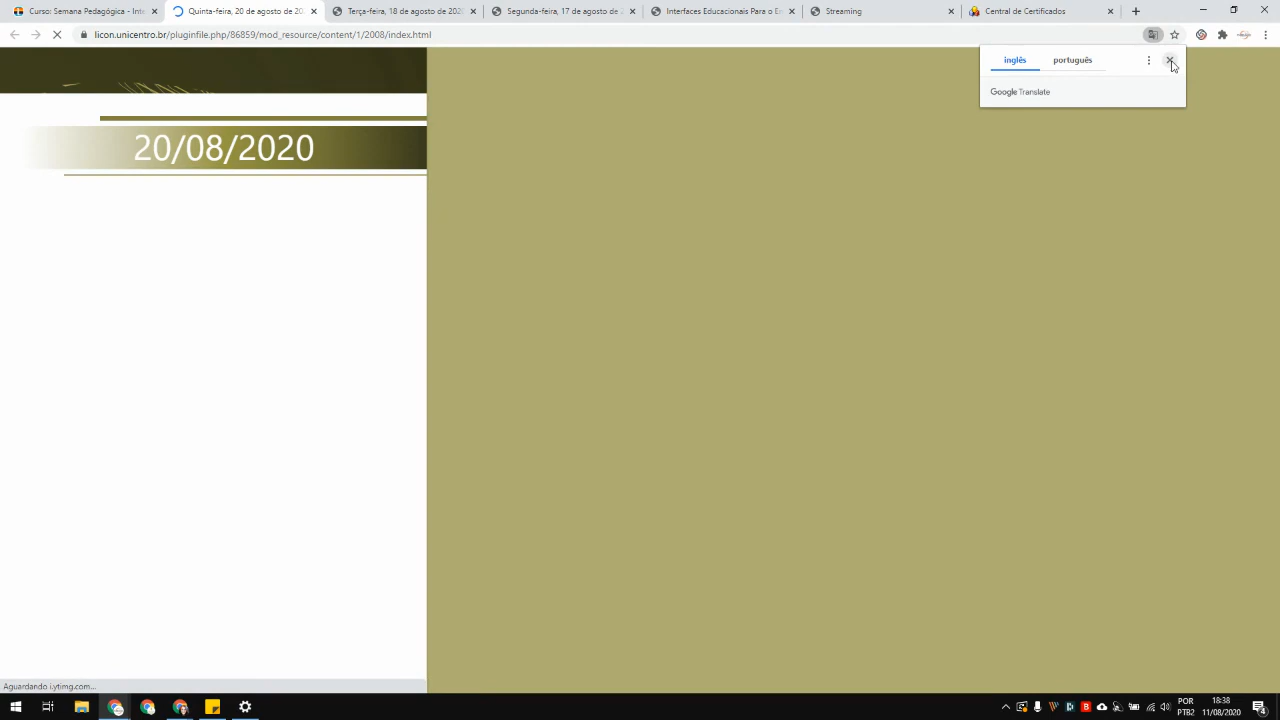 Curso: Semana Pedagógica - Inte
Quinta-feira, 20 de agosto de 20
Terça-feira, 18 de agosto de 2020
Segunda-feira, 17 de agosto de 2
Interfaces Educacionais Para o E
Streaming
Central de Certificados
licon.unicentro.br/pluginfile.php/86859/mod_resource/content/1/2008/index.html
inglês português
Google Translate
20/08/2020
Aguardando i.ytimg.com...
POR
PTB2
18:38
11/08/2020
4